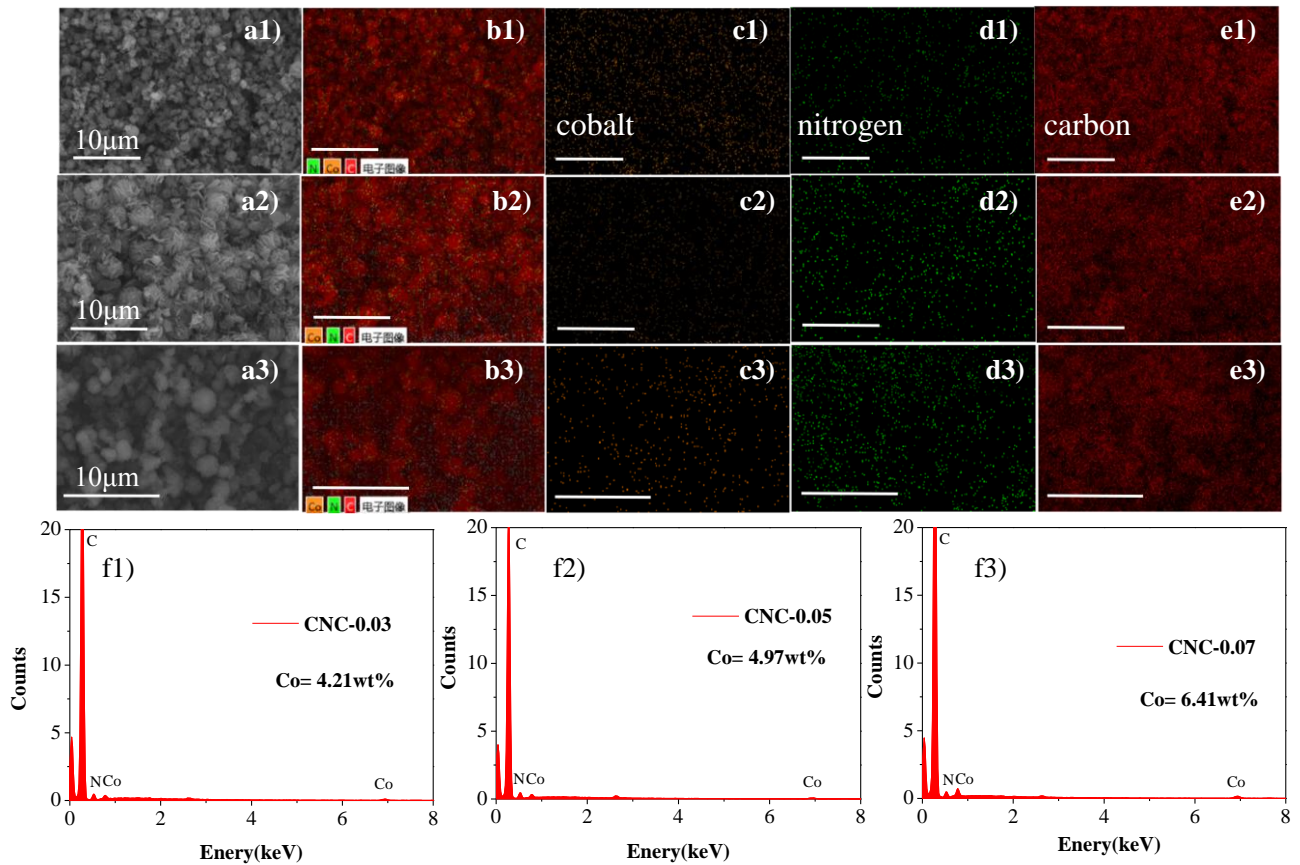 a1)
b1)
c1)
d1)
e1)
10μm
cobalt
nitrogen
carbon
N Co C 电子图像
a2)
b2)
c2)
d2)
e2)
10μm
Co N C 电子图像
a3)
b3)
c3)
d3)
e3)
10μm
Co N C 电子图像
20
15
10
5
0
Counts
f1)
C
CNC-0.03
Co= 4.21wt%
N Co
Co
0 2 4 6 8
Enery(keV)
20
15
10
5
0
Counts
f2)
C
CNC-0.05
Co= 4.97wt%
N Co
Co
0 2 4 6 8
Enery(keV)
20
15
10
5
0
Counts
f3)
C
CNC-0.07
Co= 6.41wt%
N Co
Co
0 2 4 6 8
Enery(keV)